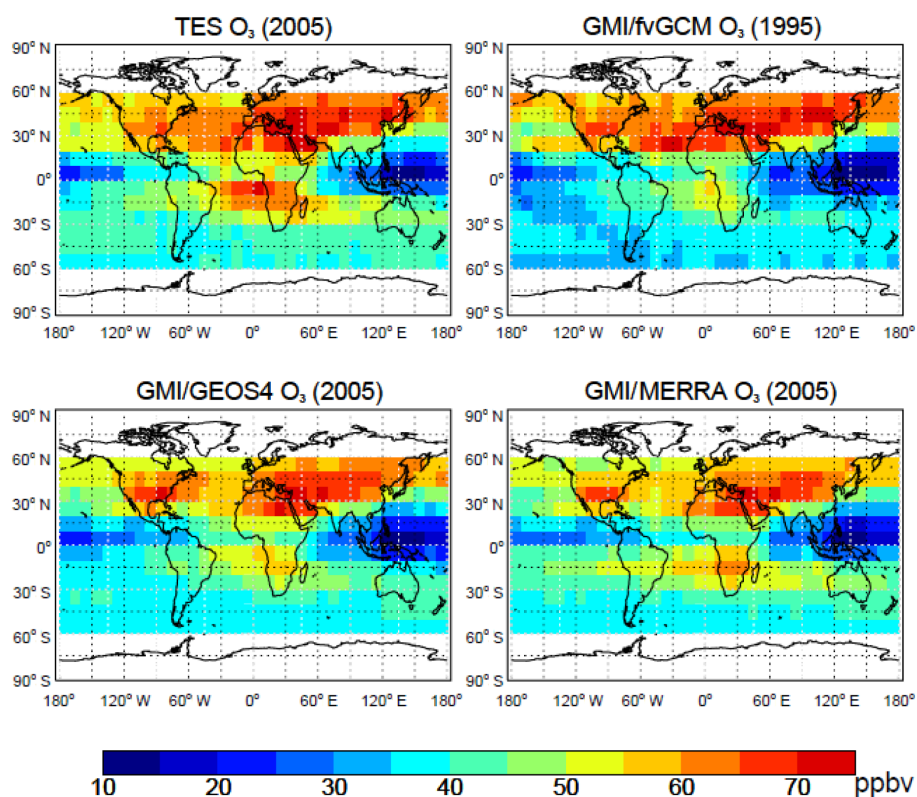 TES O₃ (2005)
GMI/fvGCM O₃ (1995)
90° N
60° N
30° N
0°
30° S
60° S
90° S
180° 120° W 60° W 0° 60° E 120° E 180°
90° N
60° N
30° N
0°
30° S
60° S
90° S
180° 120° W 60° W 0° 60° E 120° E 180°
GMI/GEOS4 O₃ (2005)
GMI/MERRA O₃ (2005)
90° N
60° N
30° N
0°
30° S
60° S
90° S
180° 120° W 60° W 0° 60° E 120° E 180°
90° N
60° N
30° N
0°
30° S
60° S
90° S
180° 120° W 60° W 0° 60° E 120° E 180°
10 20 30 40 50 60 70 ppbv